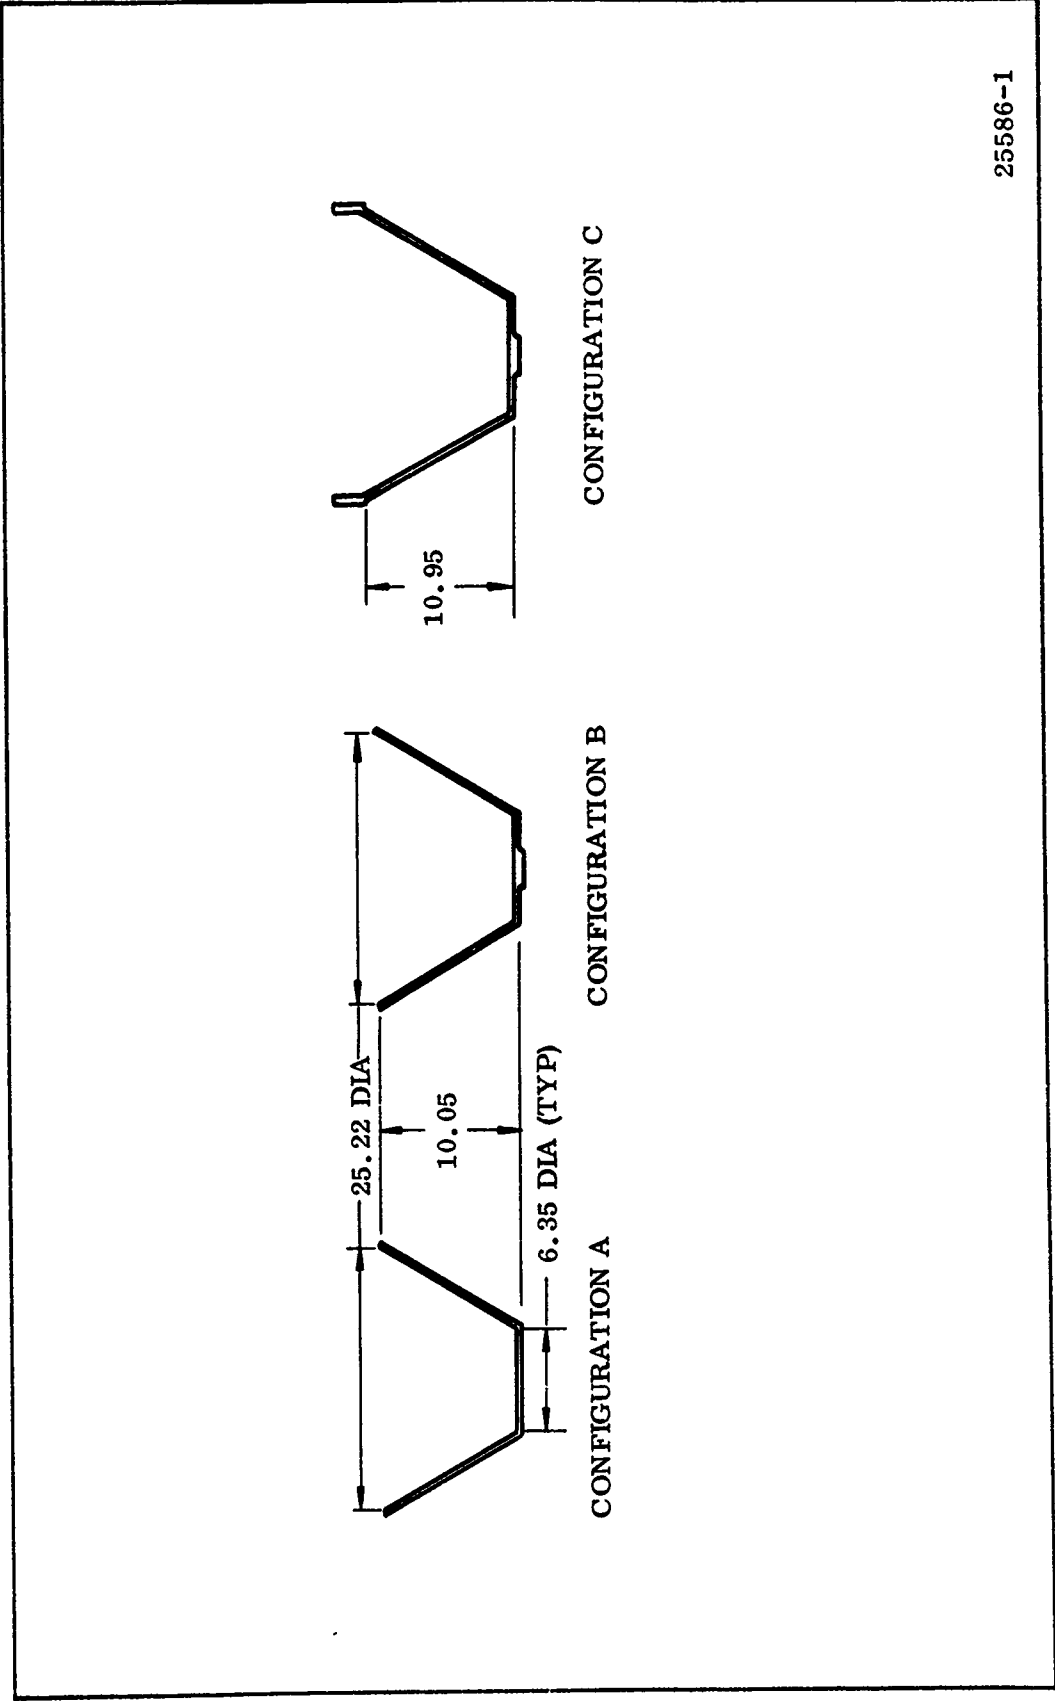 25.22 DIA
10.05
6.35 DIA (TYP)
10.95
CONFIGURATION A
CONFIGURATION B
CONFIGURATION C
25586-1